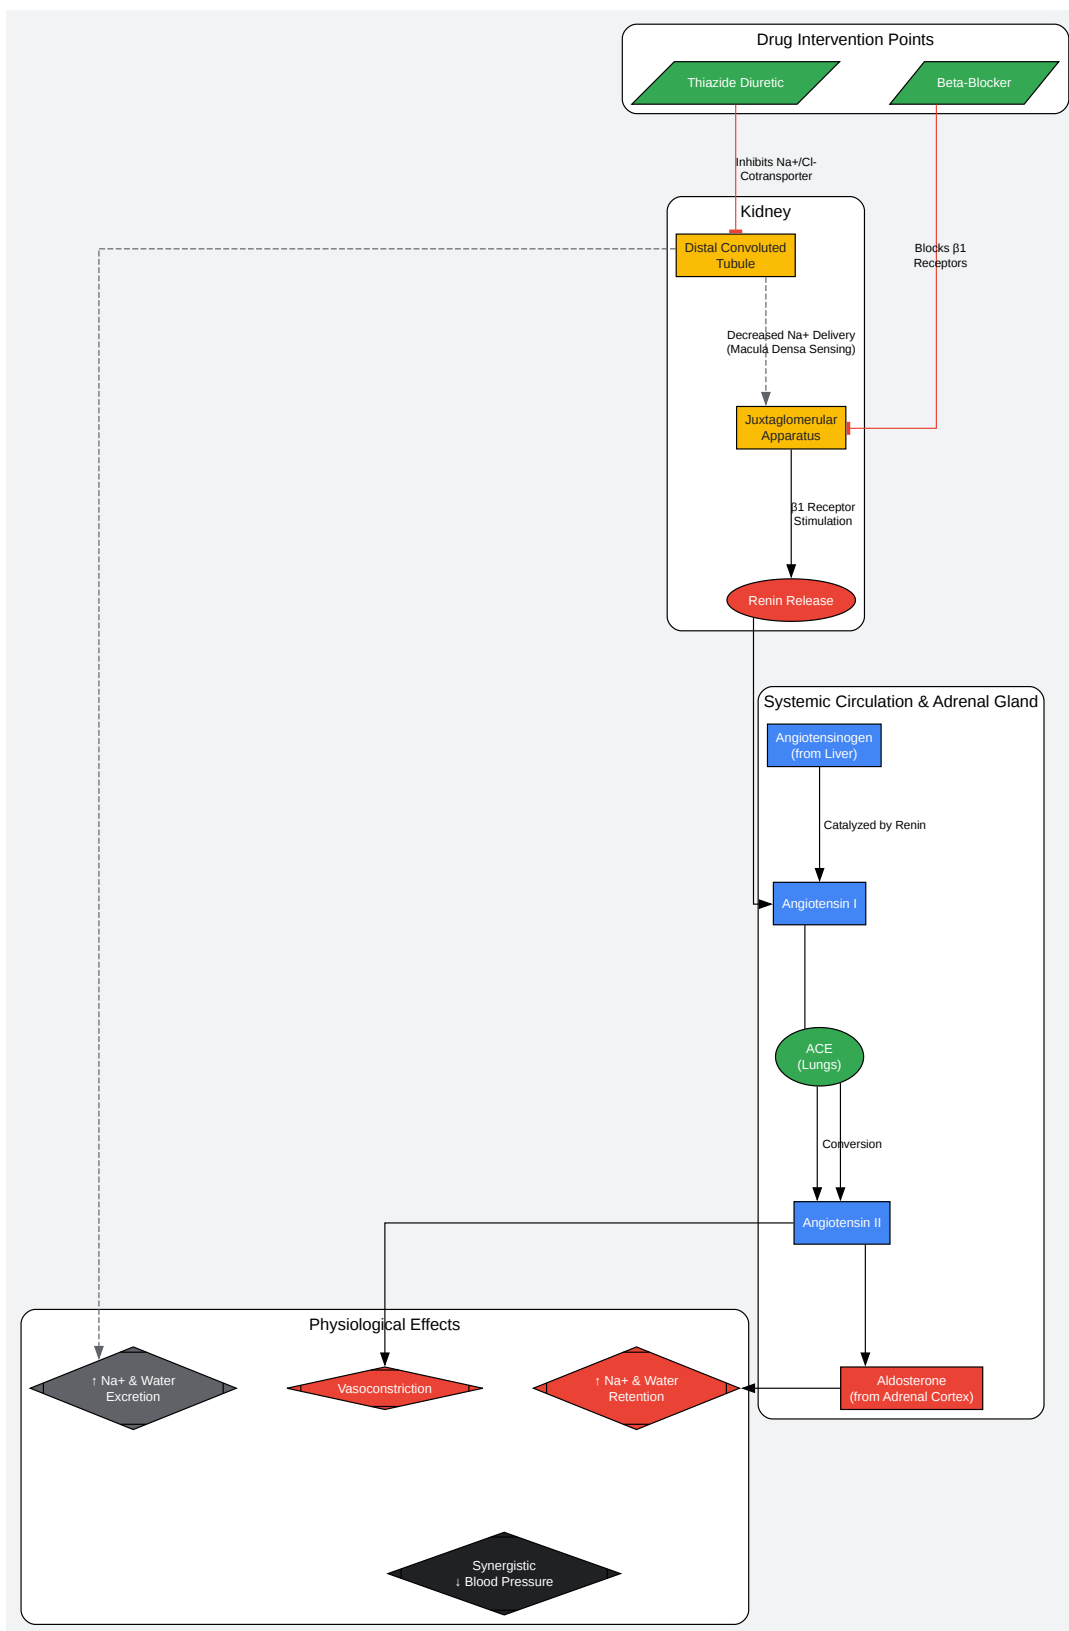 Drug Intervention Points
Thiazide Diuretic
Beta-Blocker
Inhibits Na+/Cl-
Cotransporter
Kidney
Distal Convoluted
Tubule
Blocks β1
Receptors
Decreased Na+ Delivery
(Macula Densa Sensing)
Juxtaglomerular
Apparatus
β1 Receptor
Stimulation
Renin Release
Systemic Circulation & Adrenal Gland
Angiotensinogen
(from Liver)
Catalyzed by Renin
Angiotensin I
ACE
(Lungs)
Conversion
Angiotensin II
Physiological Effects
↑ Na+ & Water
Excretion
Vasoconstriction
↑ Na+ & Water
Retention
Aldosterone
(from Adrenal Cortex)
Synergistic
↓ Blood Pressure